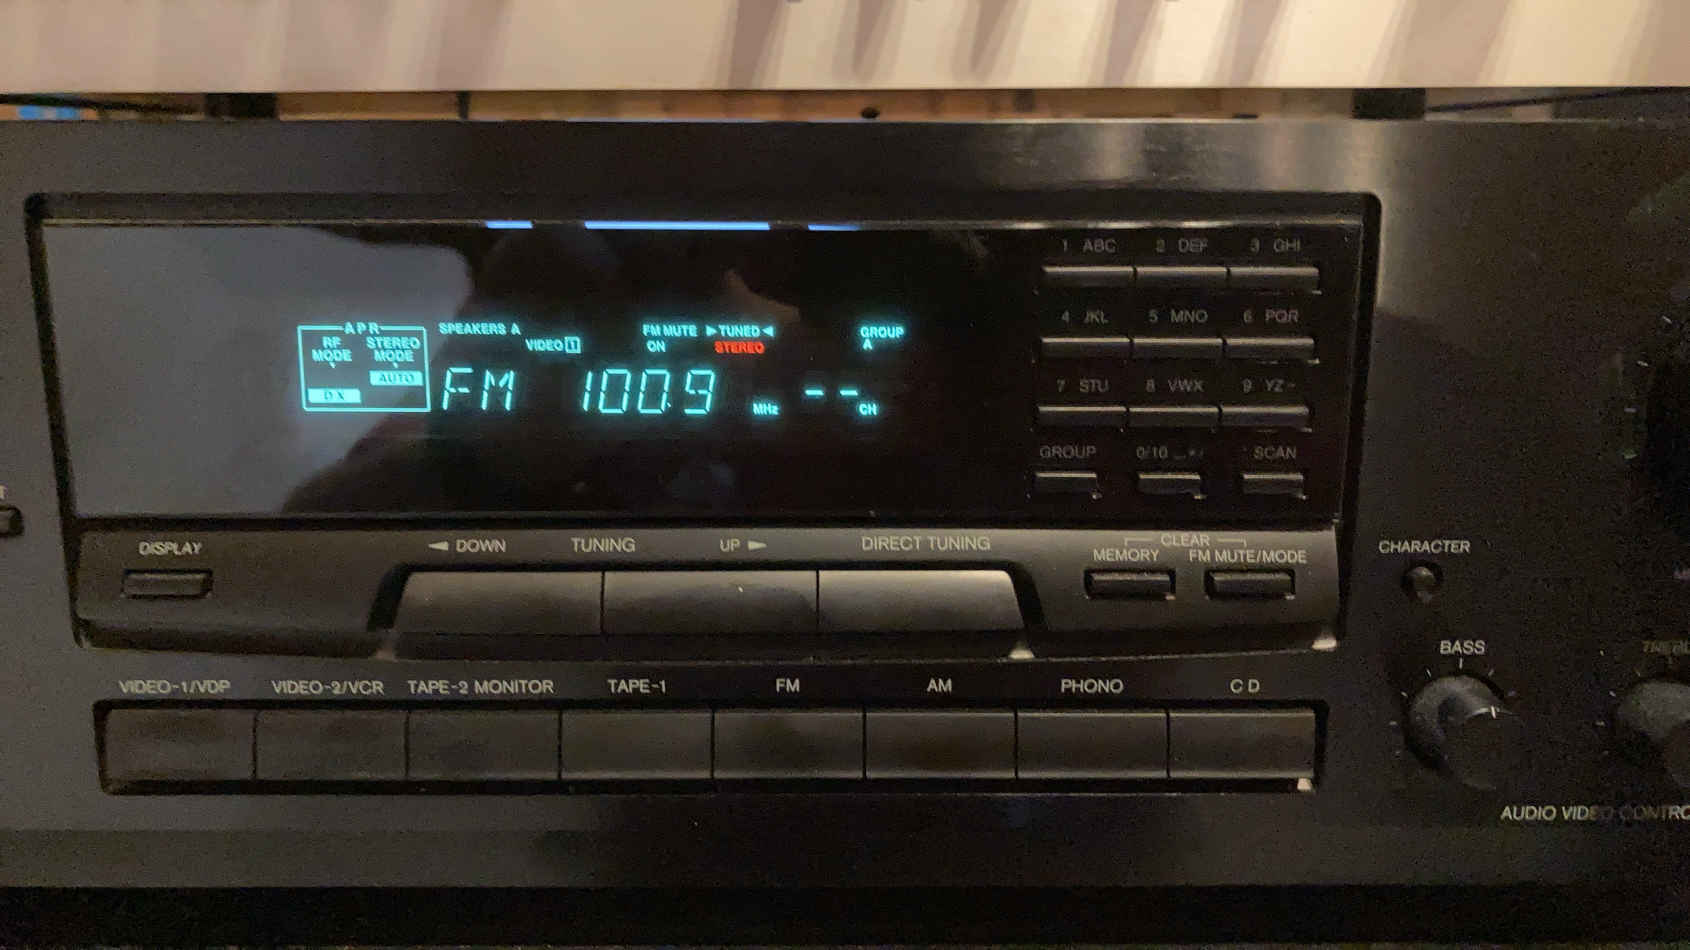 APR
RF MODE
STEREO MODE
AUTO
DX
SPEAKERS A
VIDEO 1
FM MUTE ON
▶TUNED◀
STEREO
GROUP A
FM 100.9 MHz -- CH
1 ABC 2 DEF 3 GHI
4 JKL 5 MNO 6 PQR
7 STU 8 VWX 9 YZ-
GROUP 0/10 SCAN
DISPLAY
◄ DOWN TUNING UP ► DIRECT TUNING
CLEAR
MEMORY FM MUTE/MODE
CHARACTER
VIDEO-1/VDP VIDEO-2/VCR TAPE-2 MONITOR TAPE-1 FM AM PHONO CD
BASS
AUDIO VIDEO CONTRO